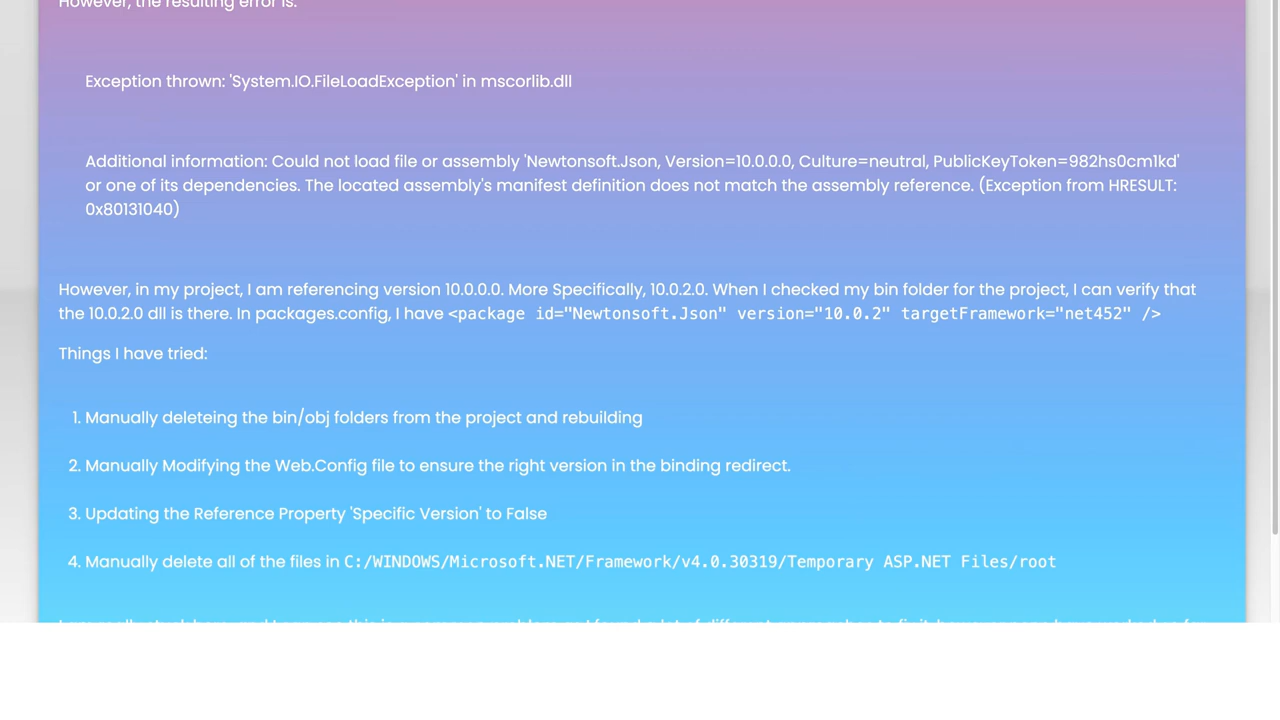 However, the resulting error is:
Exception thrown: 'System.IO.FileLoadException' in mscorlib.dll
Additional information: Could not load file or assembly 'Newtonsoft.Json, Version=10.0.0.0, Culture=neutral, PublicKeyToken=982hs0cm1kd'
or one of its dependencies. The located assembly's manifest definition does not match the assembly reference. (Exception from HRESULT:
0x80131040)
However, in my project, I am referencing version 10.0.0.0. More Specifically, 10.0.2.0. When I checked my bin folder for the project, I can verify that
the 10.0.2.0 dll is there. In packages.config, I have <package id="Newtonsoft.Json" version="10.0.2" targetFramework="net452" />
Things I have tried:
1. Manually deleteing the bin/obj folders from the project and rebuilding
2. Manually Modifying the Web.Config file to ensure the right version in the binding redirect.
3. Updating the Reference Property 'Specific Version' to False
4. Manually delete all of the files in C:/WINDOWS/Microsoft.NET/Framework/v4.0.30319/Temporary ASP.NET Files/root